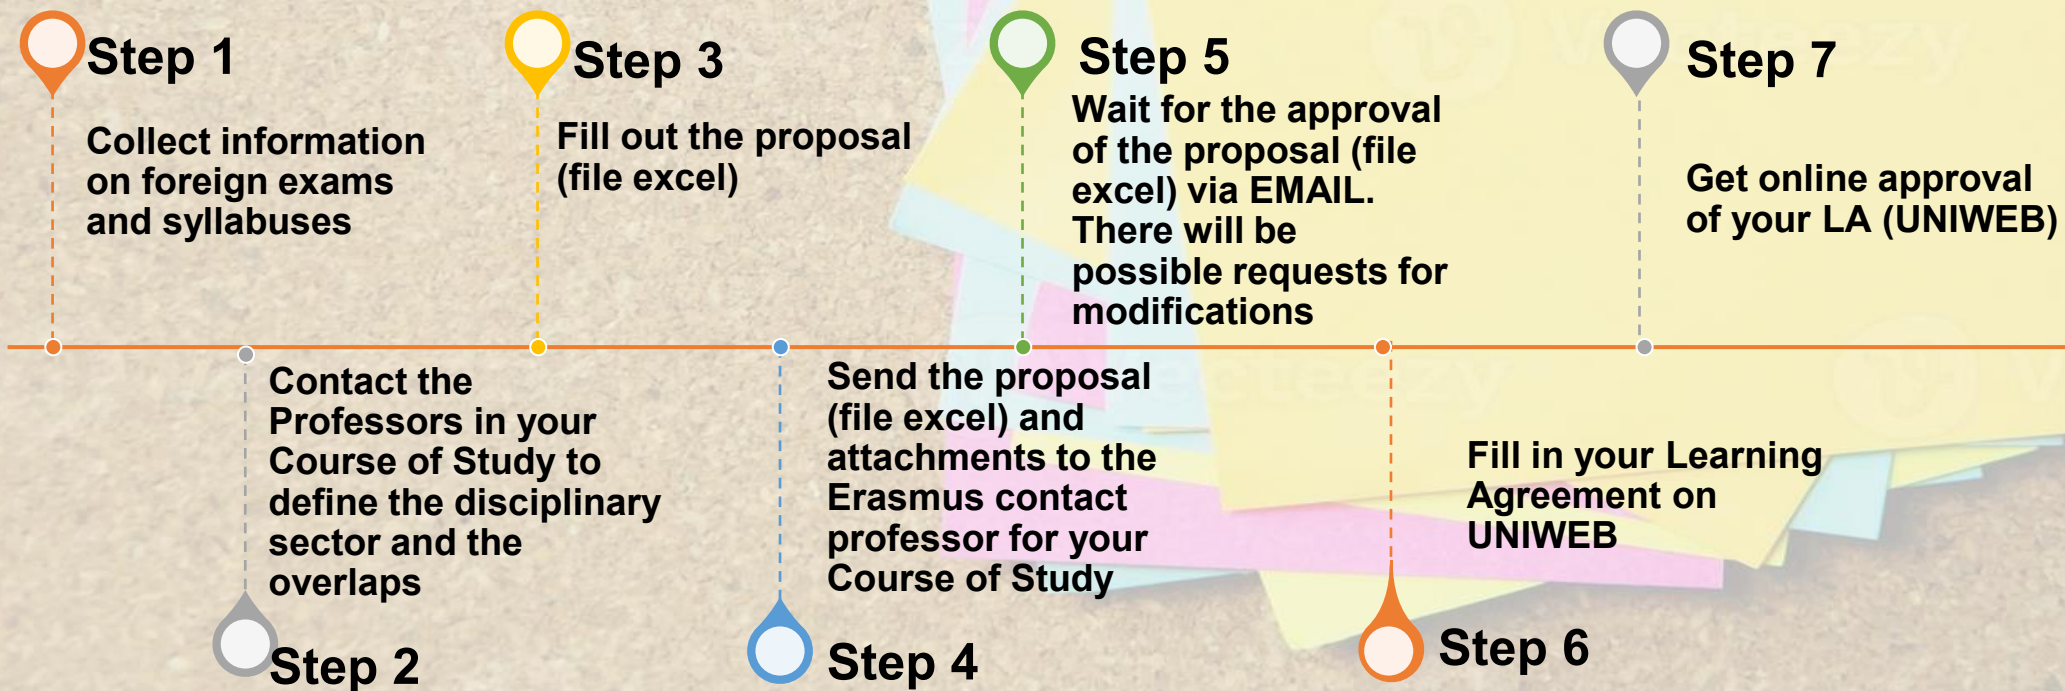 Step 1
Collect information
on foreign exams
and syllabuses
Contact the
Professors in your
Course of Study to
define the disciplinary
sector and the
overlaps
Step 2
Step 3
Fill out the proposal
(file excel)
Send the proposal
(file excel) and
attachments to the
Erasmus contact
professor for your
Course of Study
Step 4
Step 5
Wait for the approval
of the proposal (file
excel) via EMAIL.
There will be
possible requests for
modifications
Fill in your Learning
Agreement on
UNIWEB
Step 6
Step 7
Get online approval
of your LA (UNIWEB)